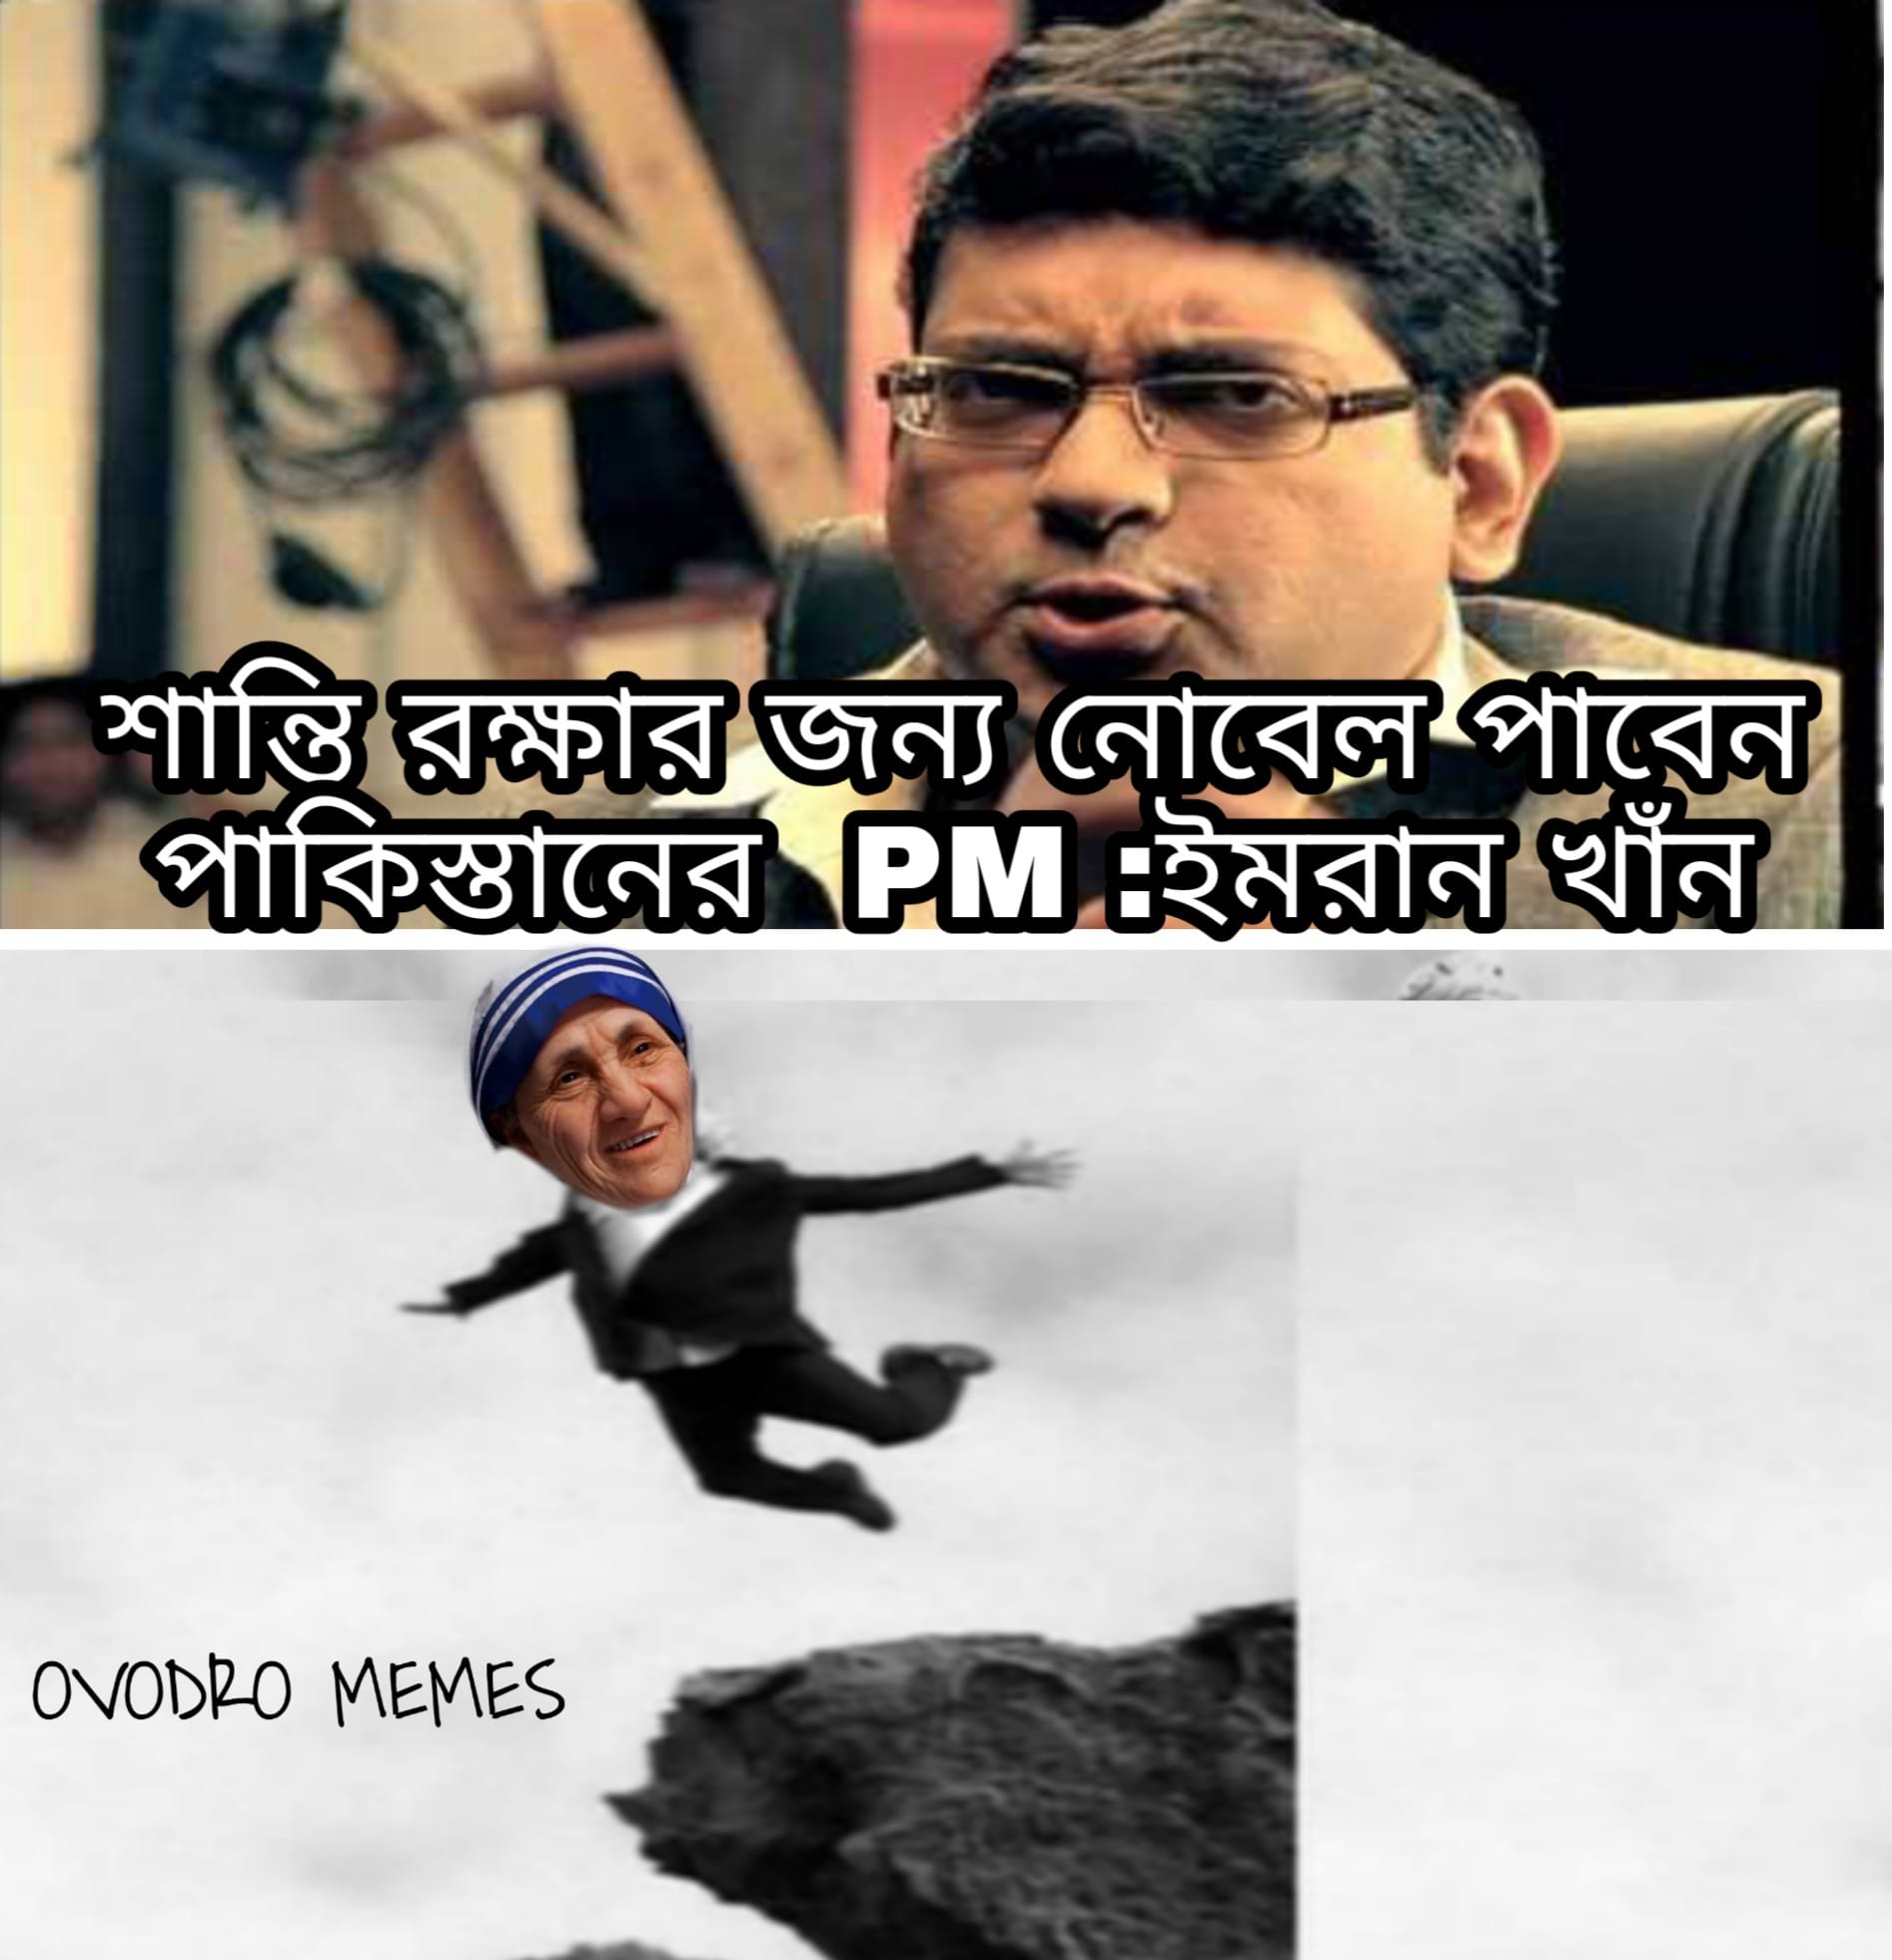 শান্তি রক্ষার জন্য নোবেল পাবেন
পাকিস্তানের PM :ইমরান খাঁন
OVODRO MEMES